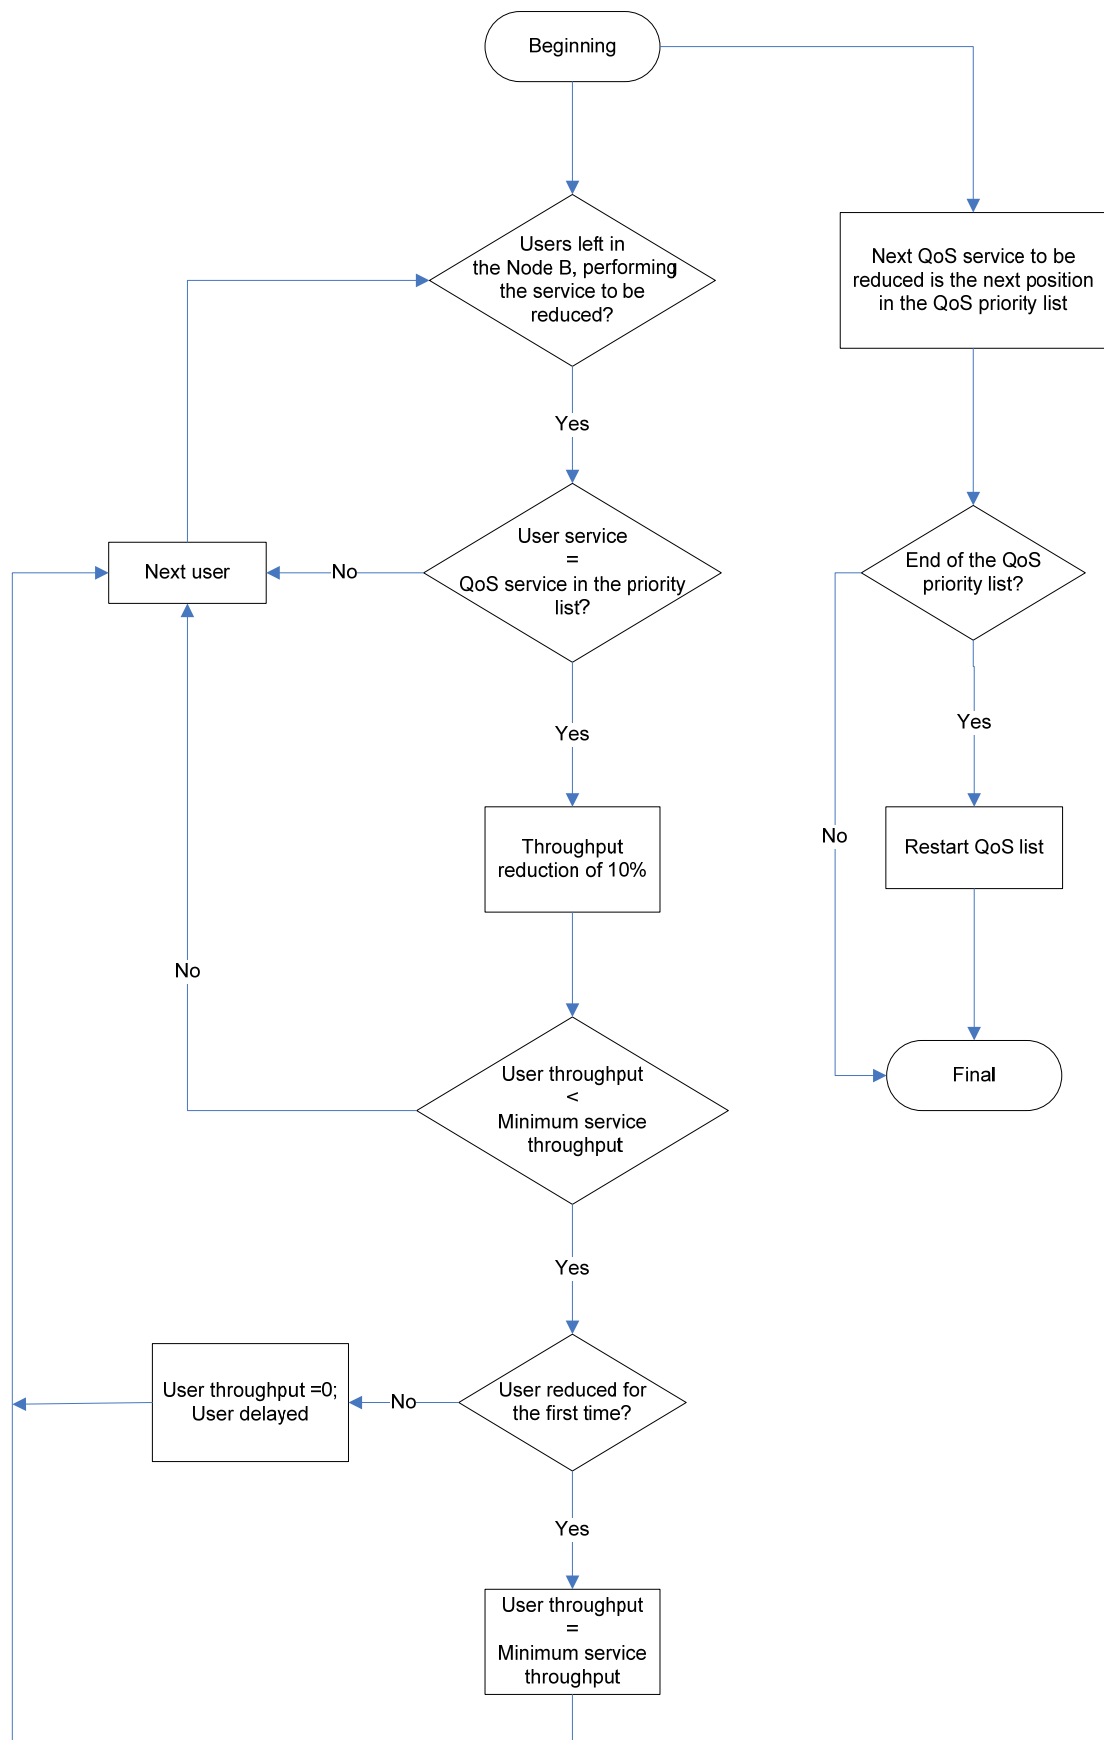 Beginning
Users left in
the Node B, performing
the service to be
reduced?
Next QoS service to be
reduced is the next position
in the QoS priority list
Yes
User service
=
QoS service in the priority
list?
No
Next user
End of the QoS
priority list?
Yes
Yes
Throughput
reduction of 10%
No
Restart QoS list
No
User throughput
<
Minimum service
throughput
Final
Yes
User reduced for
the first time?
No
User throughput =0;
User delayed
Yes
User throughput
=
Minimum service
throughput